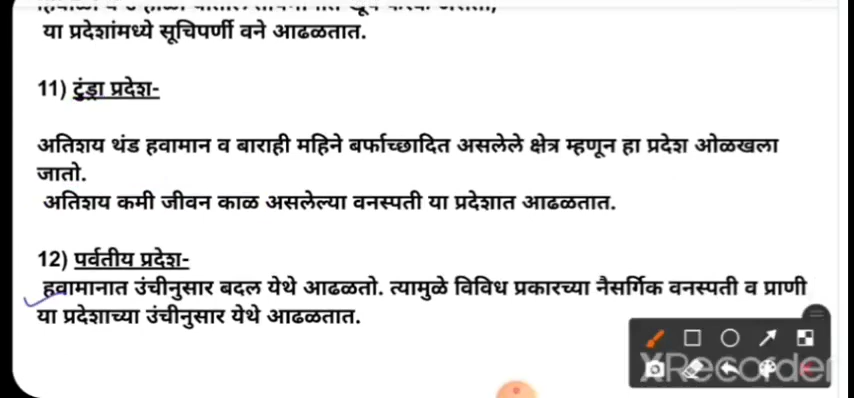 या प्रदेशांमध्ये सूचिपर्णी वने आढळतात.
11) टुंड्रा प्रदेश-
अतिशय थंड हवामान व बाराही महिने बर्फाच्छादित असलेले क्षेत्र म्हणून हा प्रदेश ओळखला
जातो.
अतिशय कमी जीवन काळ असलेल्या वनस्पती या प्रदेशात आढळतात.
12) पर्वतीय प्रदेश-
हवामानात उंचीनुसार बदल येथे आढळतो. त्यामुळे विविध प्रकारच्या नैसर्गिक वनस्पती व प्राणी
या प्रदेशाच्या उंचीनुसार येथे आढळतात.
XRecorder